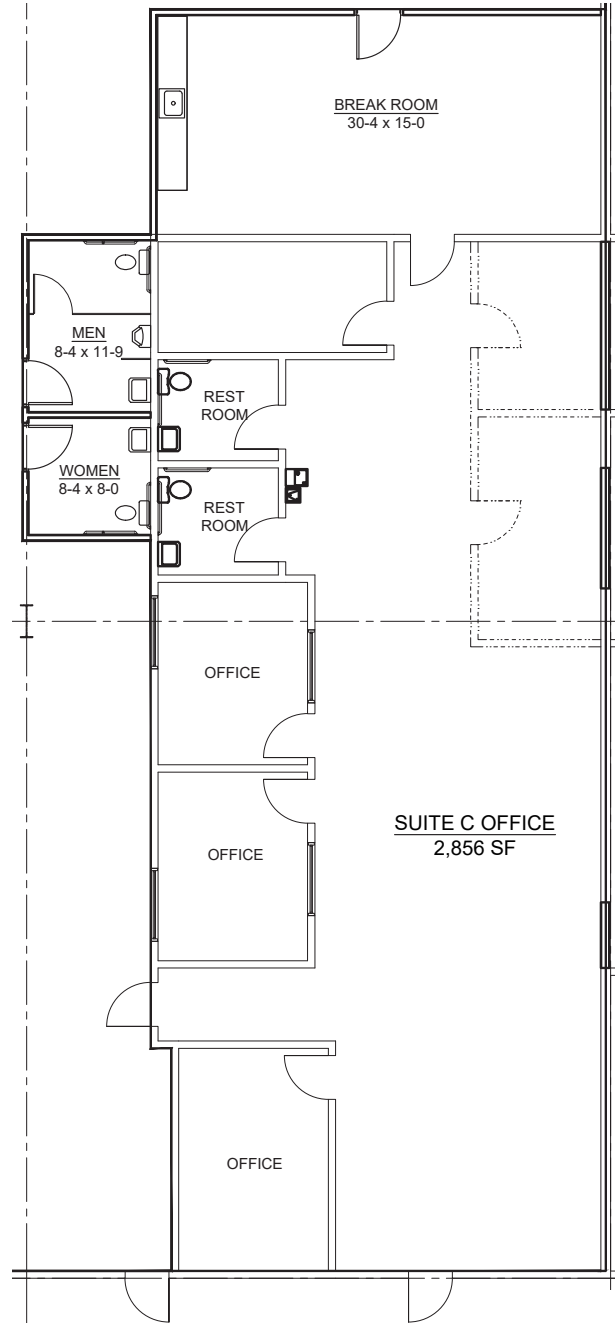 BREAK ROOM
30-4 x 15-0
MEN
8-4 x 11-9
REST
ROOM
WOMEN
8-4 x 8-0
REST
ROOM
OFFICE
SUITE C OFFICE
2,856 SF
OFFICE
OFFICE